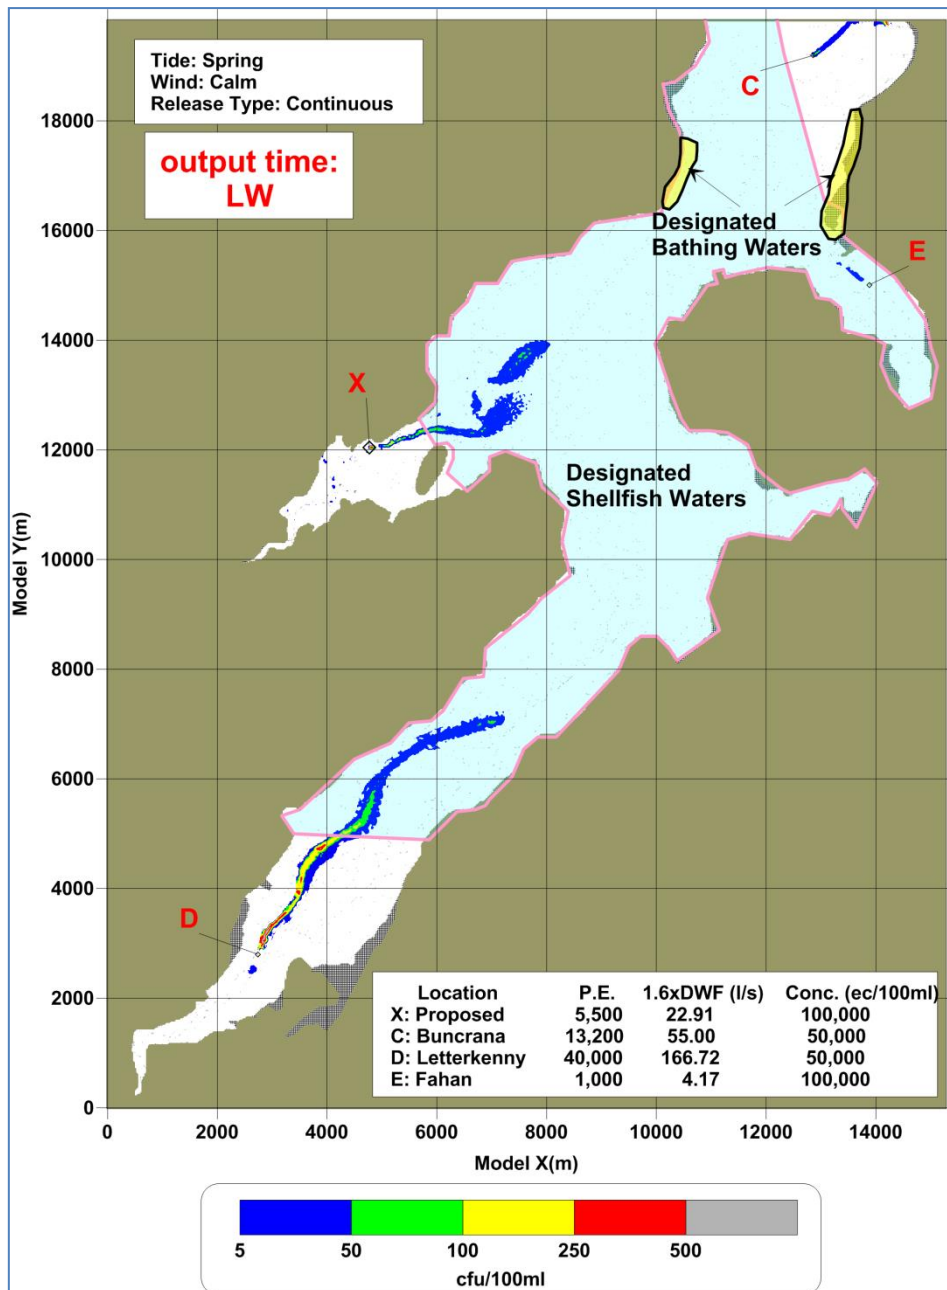 Tide: Spring
Wind: Calm
Release Type: Continuous
output time:
LW
C
Designated
Bathing Waters
E
X
Designated
Shellfish Waters
D
Model Y(m)
18000
16000
14000
12000
10000
8000
6000
4000
2000
0
Location P.E. 1.6xDWF (l/s) Conc. (ec/100ml)
X: Proposed 5,500 22.91 100,000
C: Buncrana 13,200 55.00 50,000
D: Letterkenny 40,000 166.72 50,000
E: Fahan 1,000 4.17 100,000
0 2000 4000 6000 8000 10000 12000 14000
Model X(m)
5 50 100 250 500
cfu/100ml